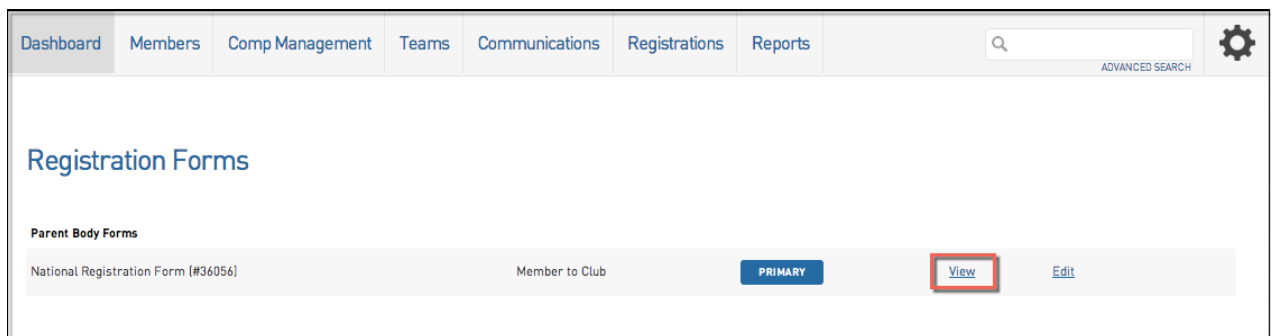 Dashboard Members Comp Management Teams Communications Registrations Reports
ADVANCED SEARCH
Registration Forms
Parent Body Forms
National Registration Form (#36056) Member to Club PRIMARY View Edit